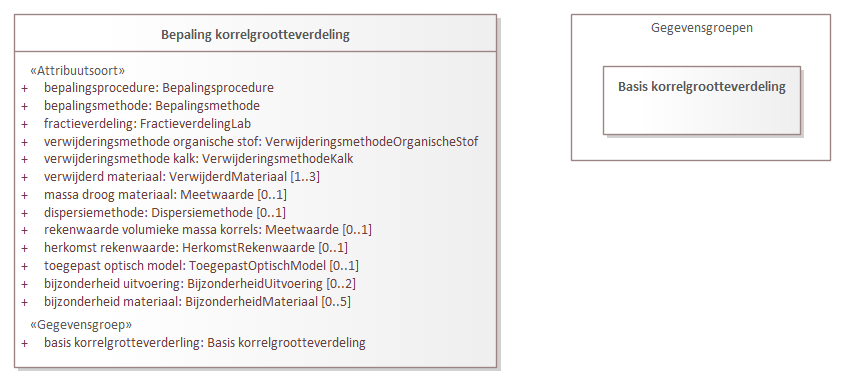 Bepaling korrelgrootteverdeling
«Attribuutsoort»
+ bepalingsprocedure: Bepalingsprocedure
+ bepalingsmethode: Bepalingsmethode
+ fractieverdeling: FractieverdelingLab
+ verwijderingsmethode organische stof: VerwijderingsmethodeOrganischeStof
+ verwijderingsmethode kalk: VerwijderingsmethodeKalk
+ verwijderd materiaal: VerwijderdMateriaal [1..3]
+ massa droog materiaal: Meetwaarde [0..1]
+ dispersiemethode: Dispersiemethode [0..1]
+ rekenwaarde volumieke massa korrels: Meetwaarde [0..1]
+ herkomst rekenwaarde: HerkomstRekenwaarde [0..1]
+ toegepast optisch model: ToegepastOptischModel [0..1]
+ bijzonderheid uitvoering: BijzonderheidUitvoering [0..2]
+ bijzonderheid materiaal: BijzonderheidMateriaal [0..5]
«Gegevensgroep»
+ basis korrelgrotteverderling: Basis korrelgrootteverdeling
Gegevensgroepen
Basis korrelgrootteverdeling